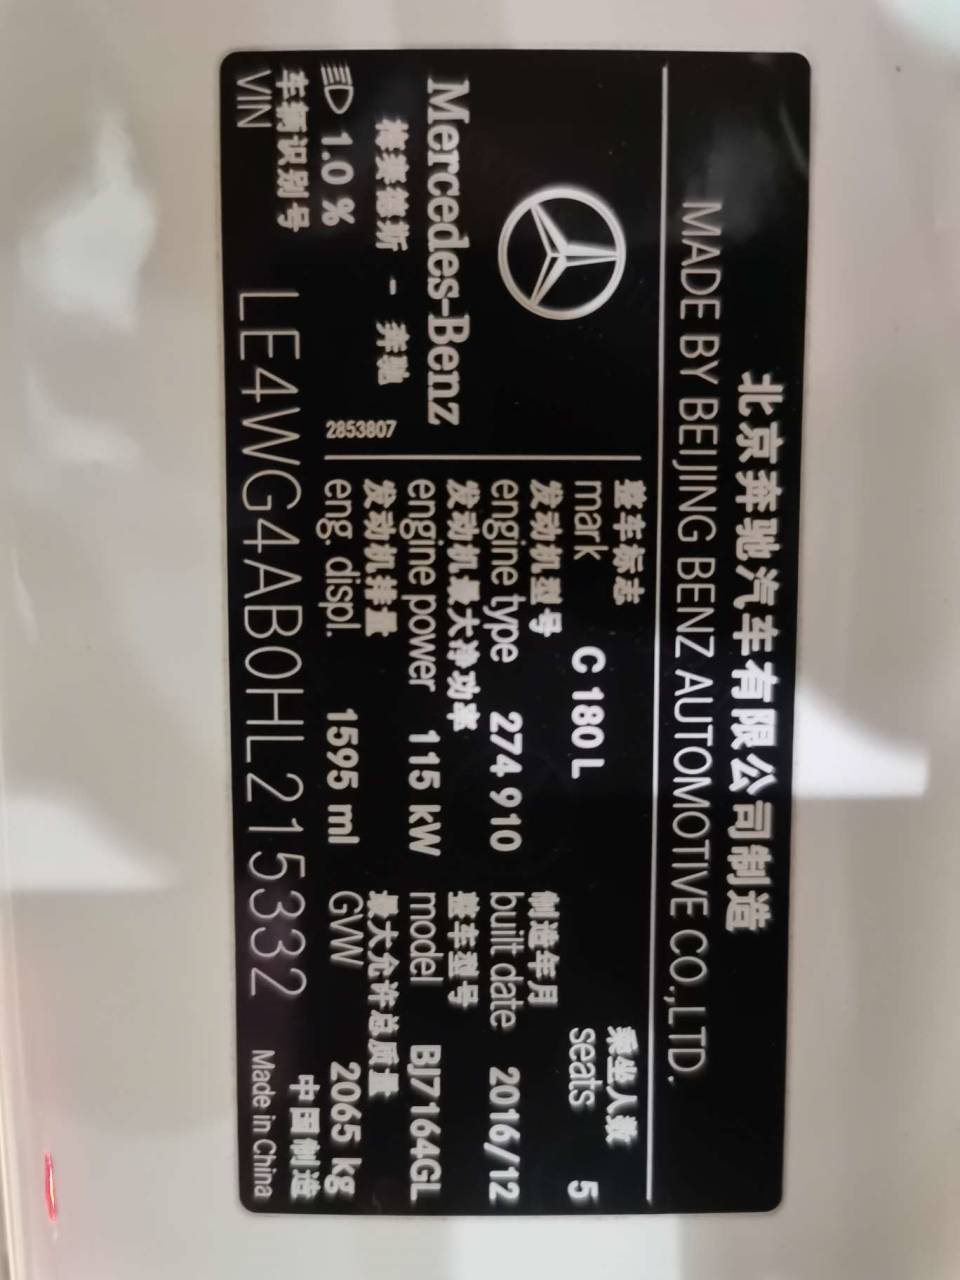 北京奔驰汽车有限公司制造
MADE BY BEIJING BENZ AUTOMOTIVE CO.,LTD.
Mercedes-Benz
梅赛德斯 - 奔驰
1.0 %
2853807
整车标志
mark C 180 L
乘坐人数
seats 5
发动机型号
engine type 274 910
制造年月
built date 2016/12
发动机最大净功率
engine power 115 kW
整车型号
model BJ7164GL
发动机排量
eng. displ. 1595 ml
最大允许总质量
GVW 2065 kg
车辆识别号
VIN LE4WG4AB0HL215332
中国制造
Made in China